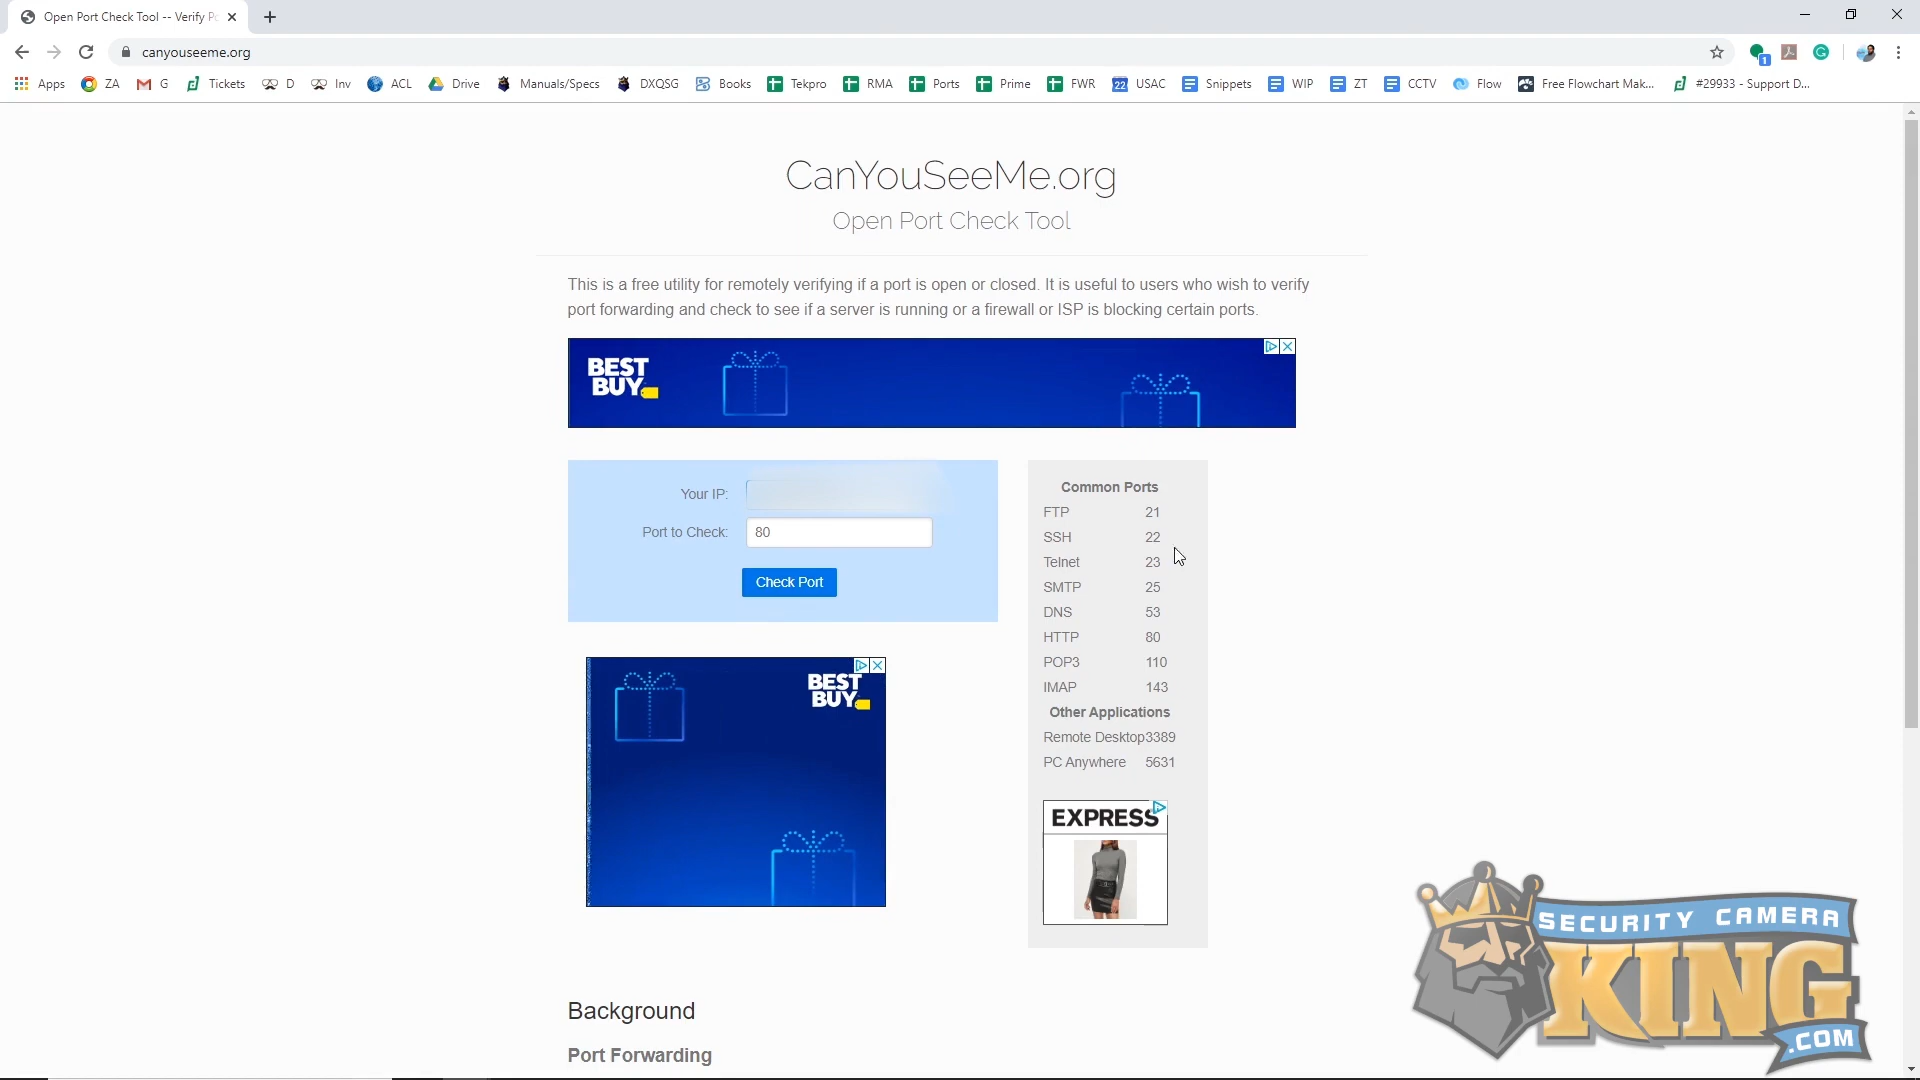 Open Port Check Tool -- Verify Po
canyouseeme.org
Apps ZA G Tickets D Inv ACL Drive Manuals/Specs DXQSG Books Tekpro RMA Ports Prime FWR 22 USAC Snippets WIP ZT CCTV Flow Free Flowchart Mak... #29933 - Support D...
CanYouSeeMe.org
Open Port Check Tool
This is a free utility for remotely verifying if a port is open or closed. It is useful to users who wish to verify
port forwarding and check to see if a server is running or a firewall or ISP is blocking certain ports.
BEST
BUY
Your IP:
Port to Check: 80
Check Port
Common Ports
FTP 21
SSH 22
Telnet 23
SMTP 25
DNS 53
HTTP 80
POP3 110
IMAP 143
Other Applications
Remote Desktop3389
PC Anywhere 5631
BEST
BUY
EXPRESS
Background
Port Forwarding
SECURITY CAMERA
KING
.COM